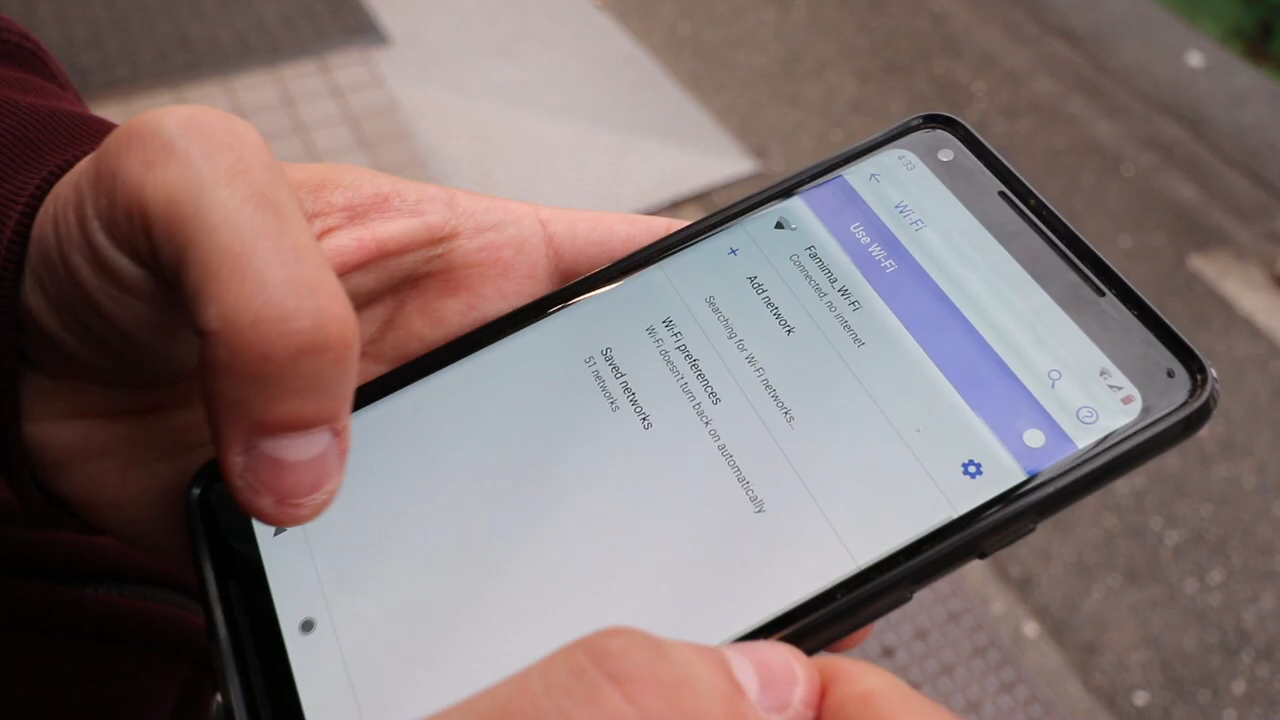 4:33
Wi-Fi
Use Wi-Fi
Famima_Wi-Fi
Connected, no internet
Add network
Searching for Wi-Fi networks...
Wi-Fi preferences
Wi-Fi doesn't turn back on automatically
Saved networks
51 networks